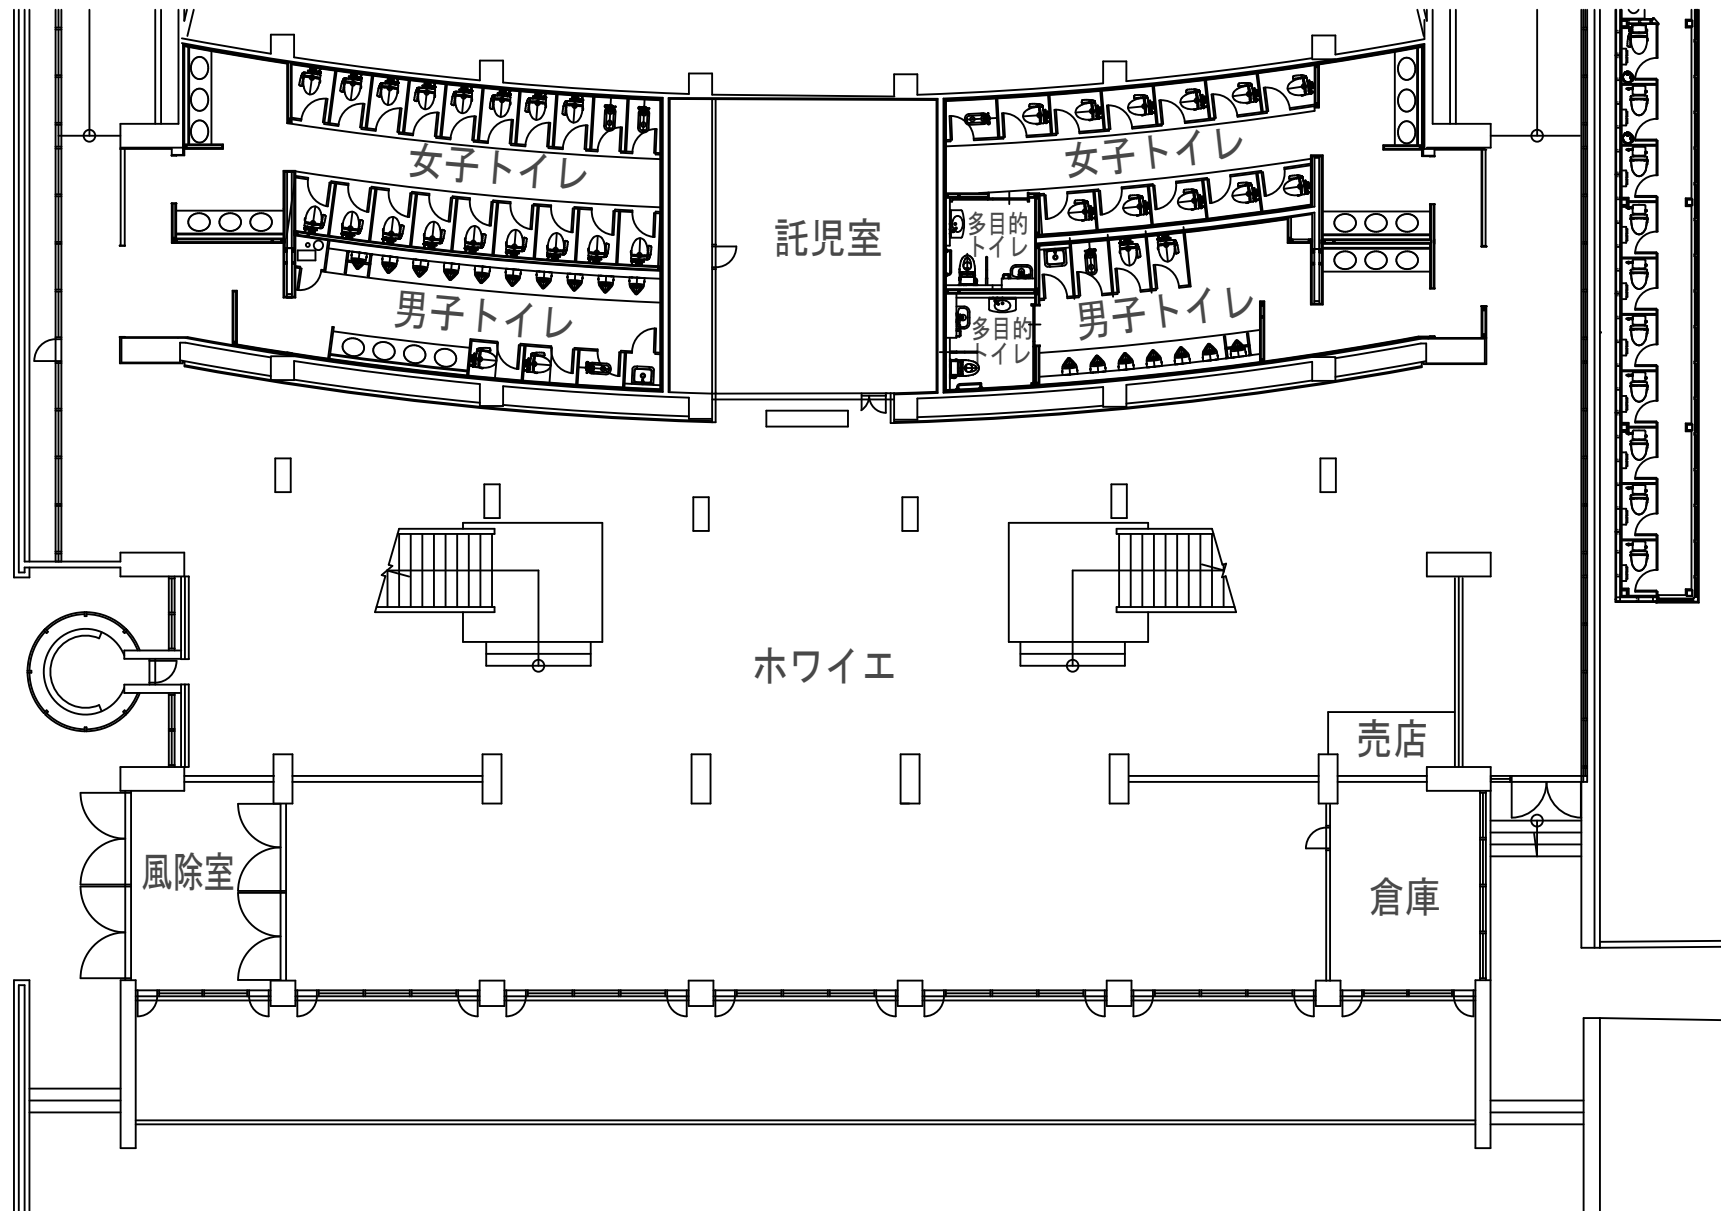 女子トイレ
女子トイレ
託児室
多目的
トイレ
男子トイレ
多目的
トイレ
男子トイレ
ホワイエ
売店
風除室
倉庫